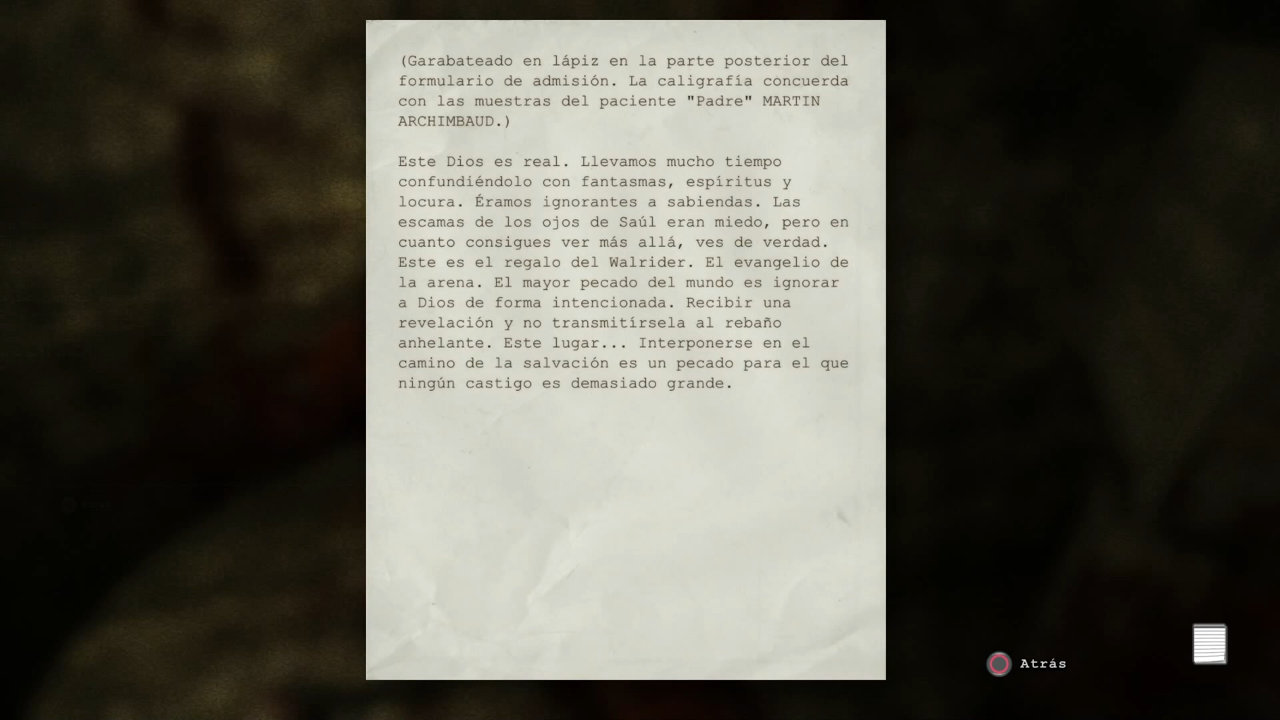 (Garabateado en lápiz en la parte posterior del
formulario de admisión. La caligrafía concuerda
con las muestras del paciente "Padre" MARTIN
ARCHIMBAUD.)
Este Dios es real. Llevamos mucho tiempo
confundiéndolo con fantasmas, espíritus y
locura. Éramos ignorantes a sabiendas. Las
escamas de los ojos de Saúl eran miedo, pero en
cuanto consigues ver más allá, ves de verdad.
Este es el regalo del Walrider. El evangelio de
la arena. El mayor pecado del mundo es ignorar
a Dios de forma intencionada. Recibir una
revelación y no transmitírsela al rebaño
anhelante. Este lugar... Interponerse en el
camino de la salvación es un pecado para el que
ningún castigo es demasiado grande.
Atrás